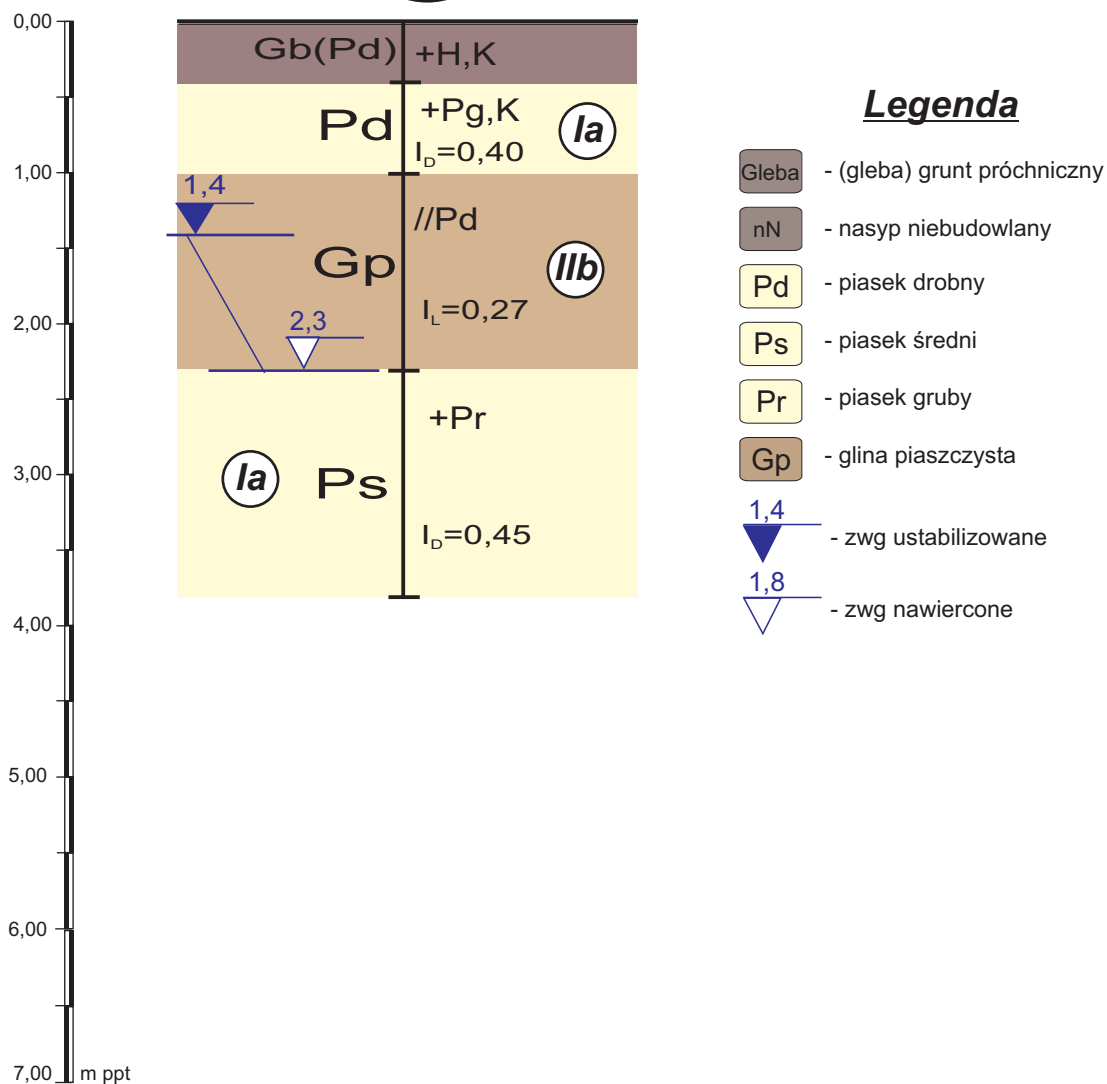 0,00
Gb(Pd) +H,K
Pd +Pg,K
I_D=0,40
Ia
1,00
1,4
//Pd
Gp
IIb
I_L=0,27
2,00
2,3
+Pr
3,00
Ia
Ps
I_D=0,45
4,00
5,00
6,00
7,00 m ppt
Legenda
Gleba - (gleba) grunt próchniczny
nN - nasyp niebudowlany
Pd - piasek drobny
Ps - piasek średni
Pr - piasek gruby
Gp - glina piaszczysta
1,4
- zwg ustabilizowane
1,8
- zwg nawiercone